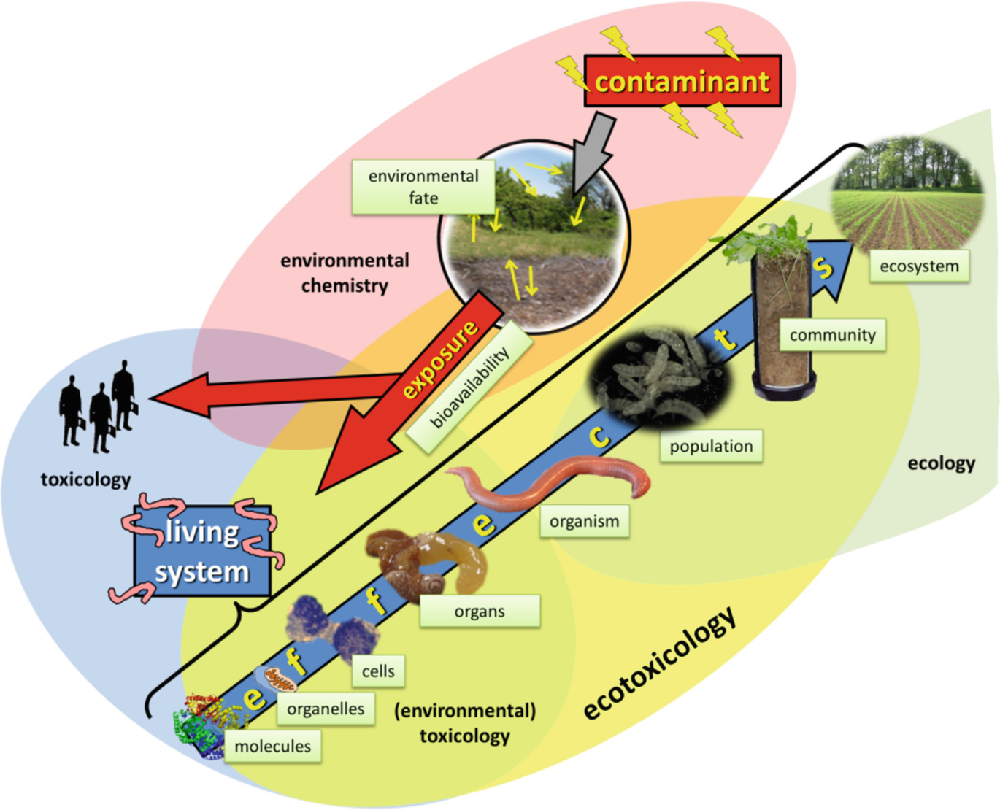 contaminant
environmental
fate
environmental
chemistry
exposure
bioavailability
toxicology
living
system
effects
ecosystem
community
population
organism
organs
cells
organelles
molecules
ecology
ecotoxicology
(environmental)
toxicology